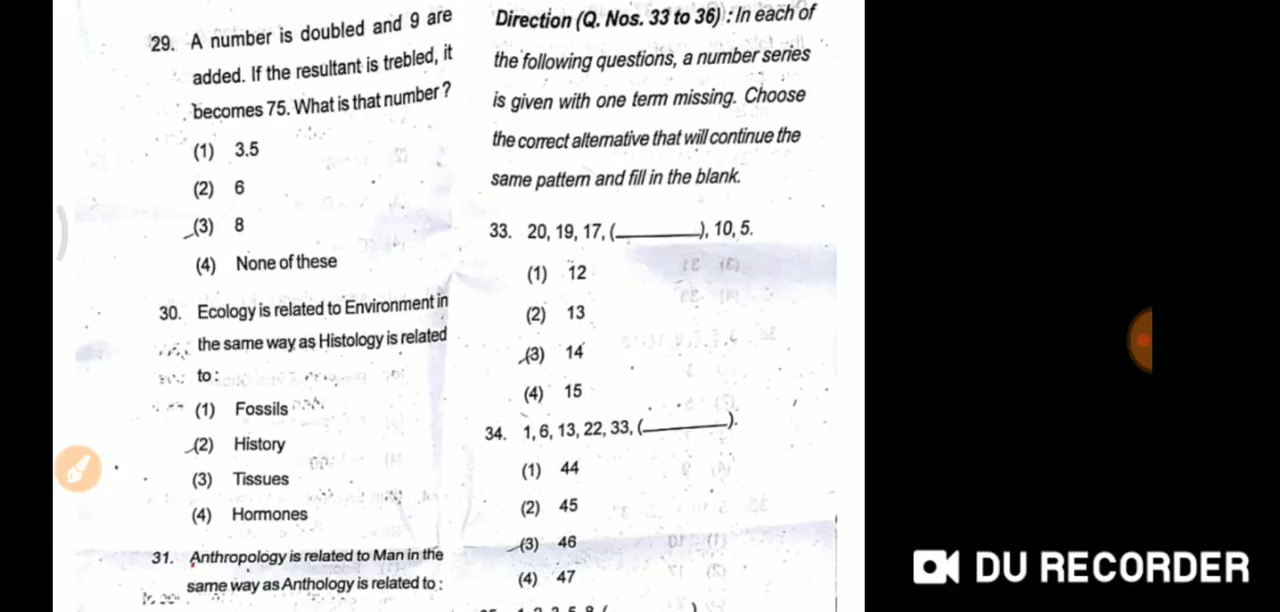 29. A number is doubled and 9 are
added. If the resultant is trebled, it
becomes 75. What is that number?
(1) 3.5
(2) 6
(3) 8
(4) None of these
30. Ecology is related to Environment in
the same way as Histology is related
to:
(1) Fossils
(2) History
(3) Tissues
(4) Hormones
31. Anthropology is related to Man in the
same way as Anthology is related to:
Direction (Q. Nos. 33 to 36) : In each of
the following questions, a number series
is given with one term missing. Choose
the correct alternative that will continue the
same pattern and fill in the blank.
33. 20, 19, 17, (________), 10, 5.
(1) 12
(2) 13
(3) 14
(4) 15
34. 1, 6, 13, 22, 33, (________).
(1) 44
(2) 45
(3) 46
(4) 47
DU RECORDER